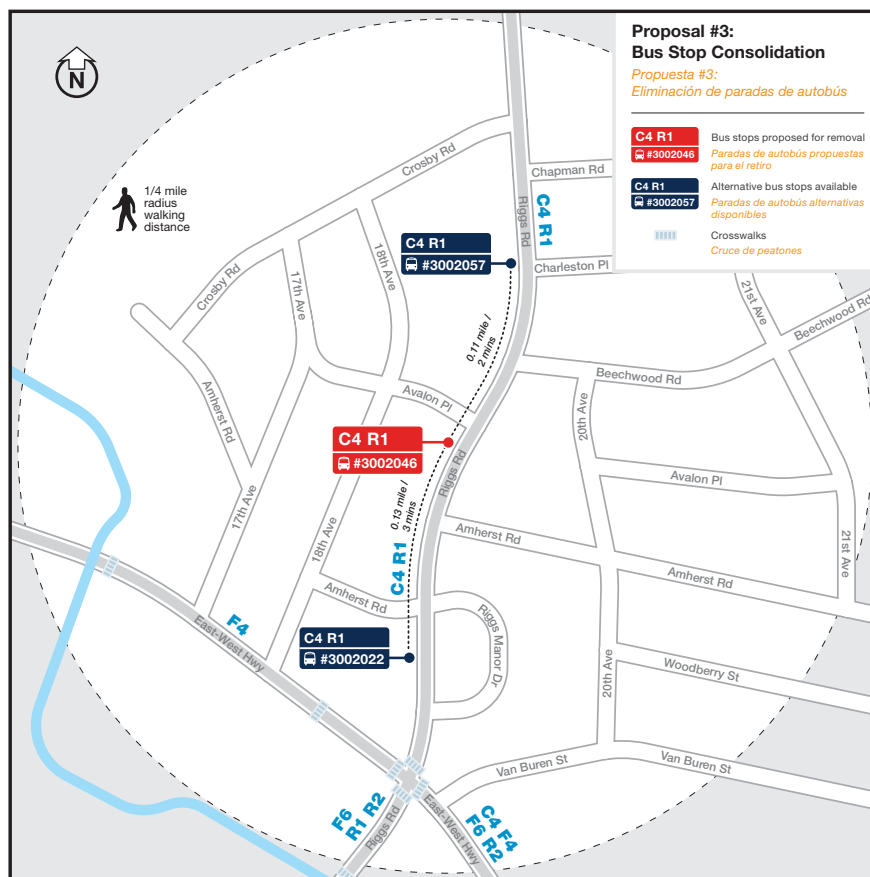 Proposal #3:
Bus Stop Consolidation
Propuesta #3:
Eliminación de paradas de autobús
C4 R1
#3002046
Bus stops proposed for removal
Paradas de autobús propuestas
para el retiro
C4 R1
#3002057
Alternative bus stops available
Paradas de autobús alternativas
disponibles
Crosswalks
Cruce de peatones
N
1/4 mile
radius
walking
distance
Crosby Rd
Chapman Rd
Riggs Rd
C4 R1
C4 R1
#3002057
Charleston Pl
21st Ave
Beechwood Rd
Crosby Rd
17th Ave
18th Ave
0.11 mile /
2 mins
Beechwood Rd
Amherst Rd
Avalon Pl
20th Ave
C4 R1
#3002046
Riggs Rd
Avalon Pl
17th Ave
18th Ave
0.13 mile /
3 mins
Amherst Rd
21st Ave
C4 R1
Amherst Rd
Amherst Rd
F4
East-West Hwy
C4 R1
#3002022
Riggs Manor Dr
20th Ave
Woodberry St
Van Buren St
Van Buren St
F6
R1 R2
Riggs Rd
East-West Hwy
C4 F4
F6 R2